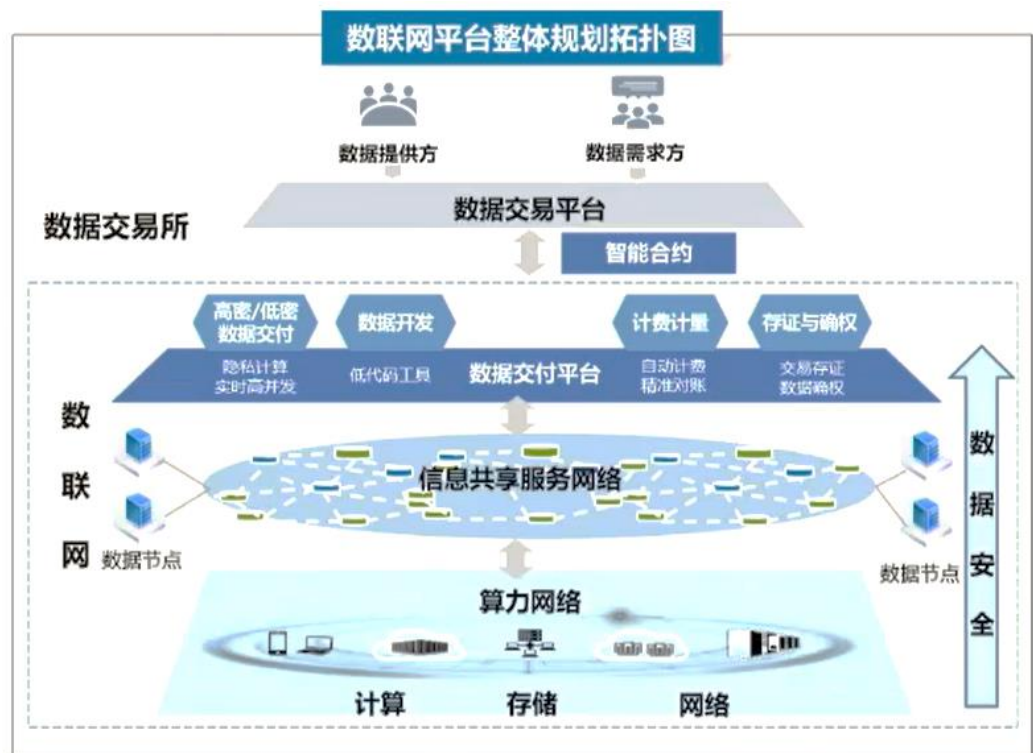 数联网平台整体规划拓扑图
数据提供方
数据需求方
数据交易所
数据交易平台
智能合约
高密/低密
数据交付
数据开发
计费计量
存证与确权
隐私计算
实时高并发
低代码工具
数据交付平台
自动计费
精准对账
交易存证
数据确权
数联网
信息共享服务网络
数据节点
数据节点
数据安全
算力网络
计算
存储
网络